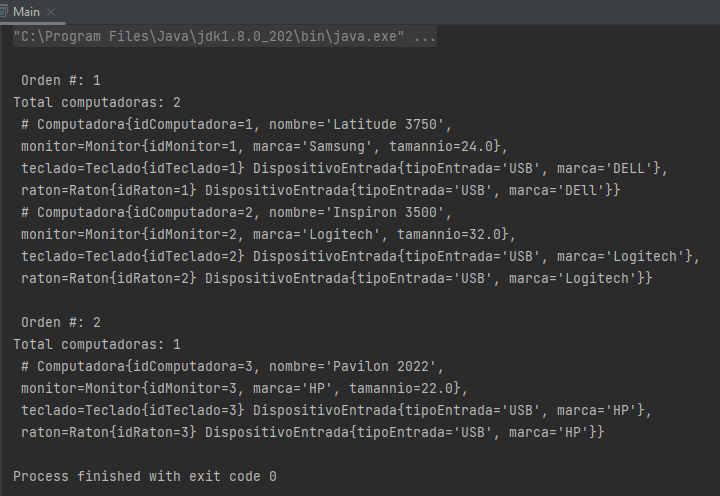 Main
"C:\Program Files\Java\jdk1.8.0_202\bin\java.exe" ...
Orden #: 1
Total computadoras: 2
# Computadora{idComputadora=1, nombre='Latitude 3750',
monitor=Monitor{idMonitor=1, marca='Samsung', tamannio=24.0},
teclado=Teclado{idTeclado=1} DispositivoEntrada{tipoEntrada='USB', marca='DELL'},
raton=Raton{idRaton=1} DispositivoEntrada{tipoEntrada='USB', marca='DEll'}}
# Computadora{idComputadora=2, nombre='Inspiron 3500',
monitor=Monitor{idMonitor=2, marca='Logitech', tamannio=32.0},
teclado=Teclado{idTeclado=2} DispositivoEntrada{tipoEntrada='USB', marca='Logitech'},
raton=Raton{idRaton=2} DispositivoEntrada{tipoEntrada='USB', marca='Logitech'}}
Orden #: 2
Total computadoras: 1
# Computadora{idComputadora=3, nombre='Pavilon 2022',
monitor=Monitor{idMonitor=3, marca='HP', tamannio=22.0},
teclado=Teclado{idTeclado=3} DispositivoEntrada{tipoEntrada='USB', marca='HP'},
raton=Raton{idRaton=3} DispositivoEntrada{tipoEntrada='USB', marca='HP'}}
Process finished with exit code 0